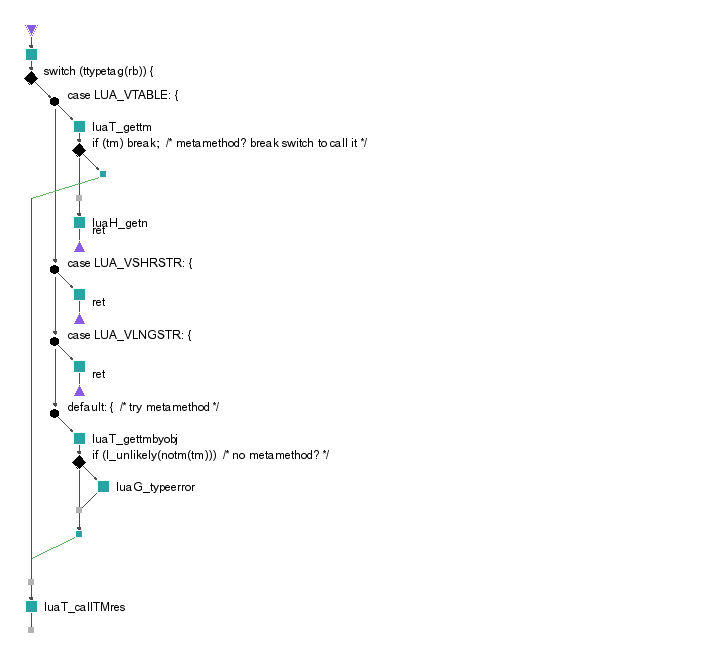 switch (ttypetag(rb)) {
case LUA_VTABLE: {
luaT_gettm
if (tm) break;  /* metamethod? break switch to call it */
luaH_getn
ret
case LUA_VSHRSTR: {
ret
case LUA_VLNGSTR: {
ret
default: {  /* try metamethod */
luaT_gettmbyobj
if (l_unlikely(notm(tm)))  /* no metamethod? */
luaG_typeerror
luaT_callTMres